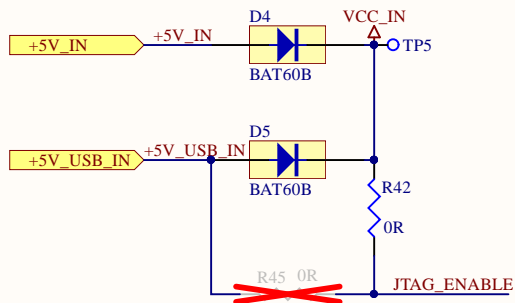 D4
VCC_IN
+5V_IN
+5V_IN
TP5
BAT60B
D5
+5V_USB_IN
+5V_USB_IN
BAT60B
R42
0R
R45
0R
JTAG_ENABLE